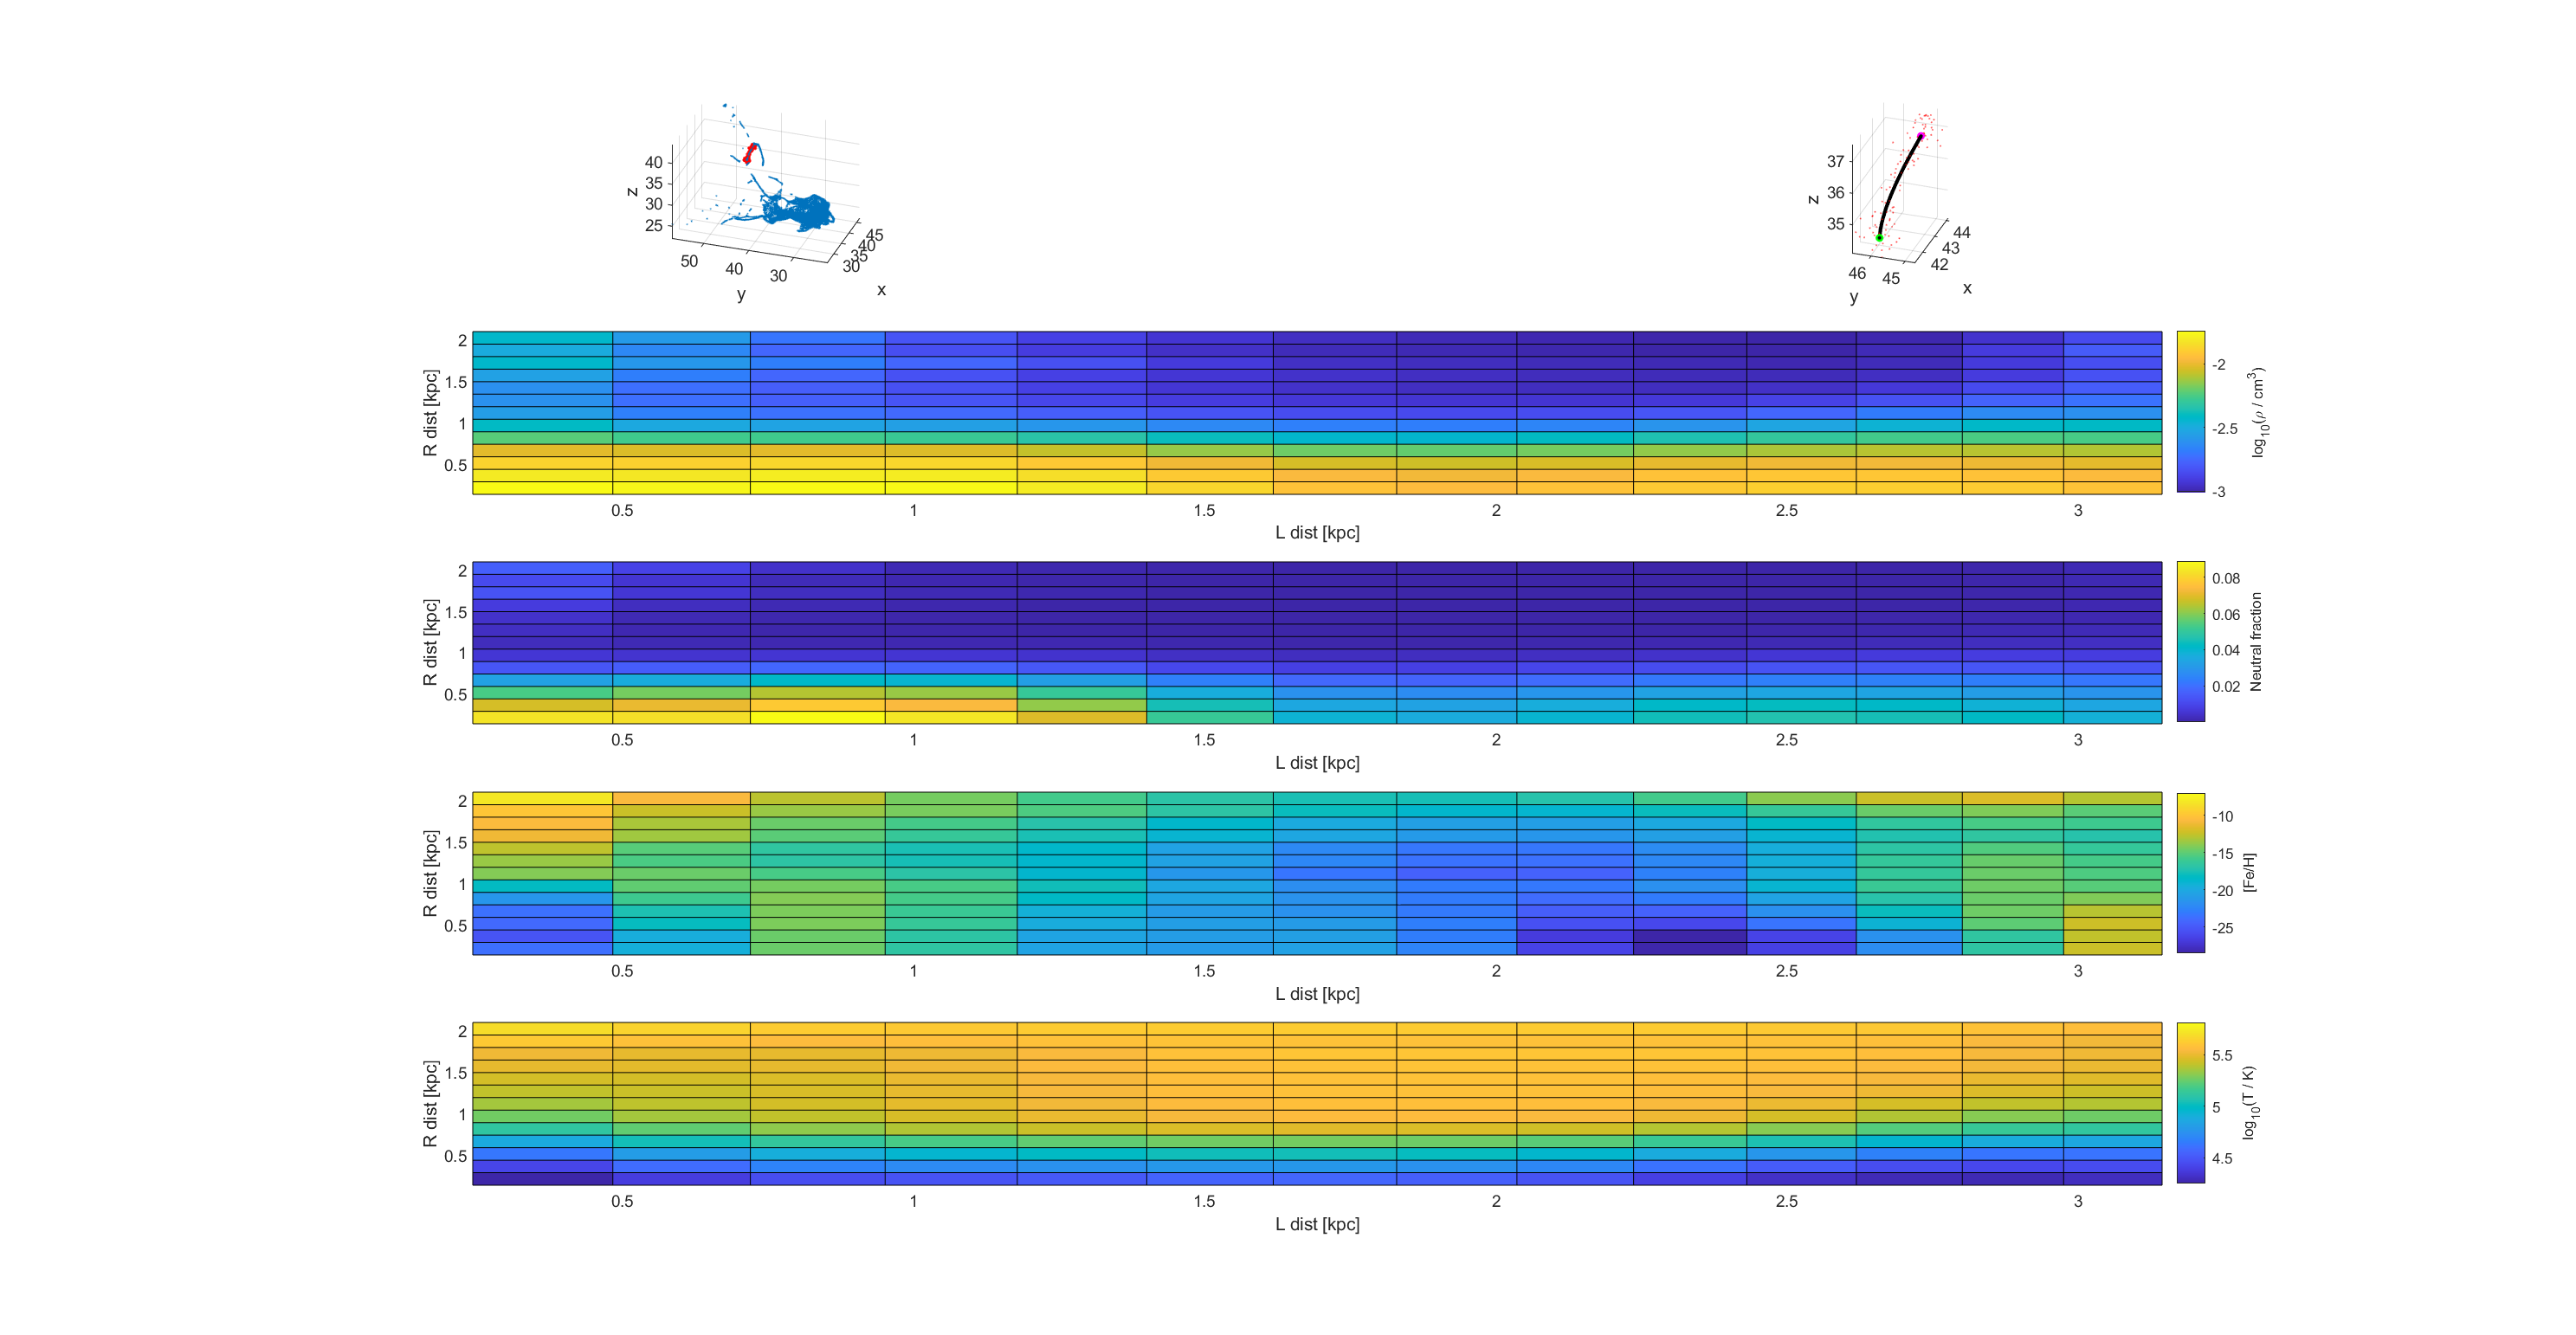 40
35
30
25
z
50
40
30
y
45
40
35
30
x
37
36
35
z
46
45
y
44
43
42
x
2
1.5
1
0.5
R dist [kpc]
0.5 1 1.5 2 2.5 3
L dist [kpc]
-2
-2.5
-3
log10(ρ / cm3)
2
1.5
1
0.5
R dist [kpc]
0.5 1 1.5 2 2.5 3
L dist [kpc]
0.08
0.06
0.04
0.02
Neutral fraction
2
1.5
1
0.5
R dist [kpc]
0.5 1 1.5 2 2.5 3
L dist [kpc]
-10
-15
-20
-25
[Fe/H]
2
1.5
1
0.5
R dist [kpc]
0.5 1 1.5 2 2.5 3
L dist [kpc]
5.5
5
4.5
log10(T / K)